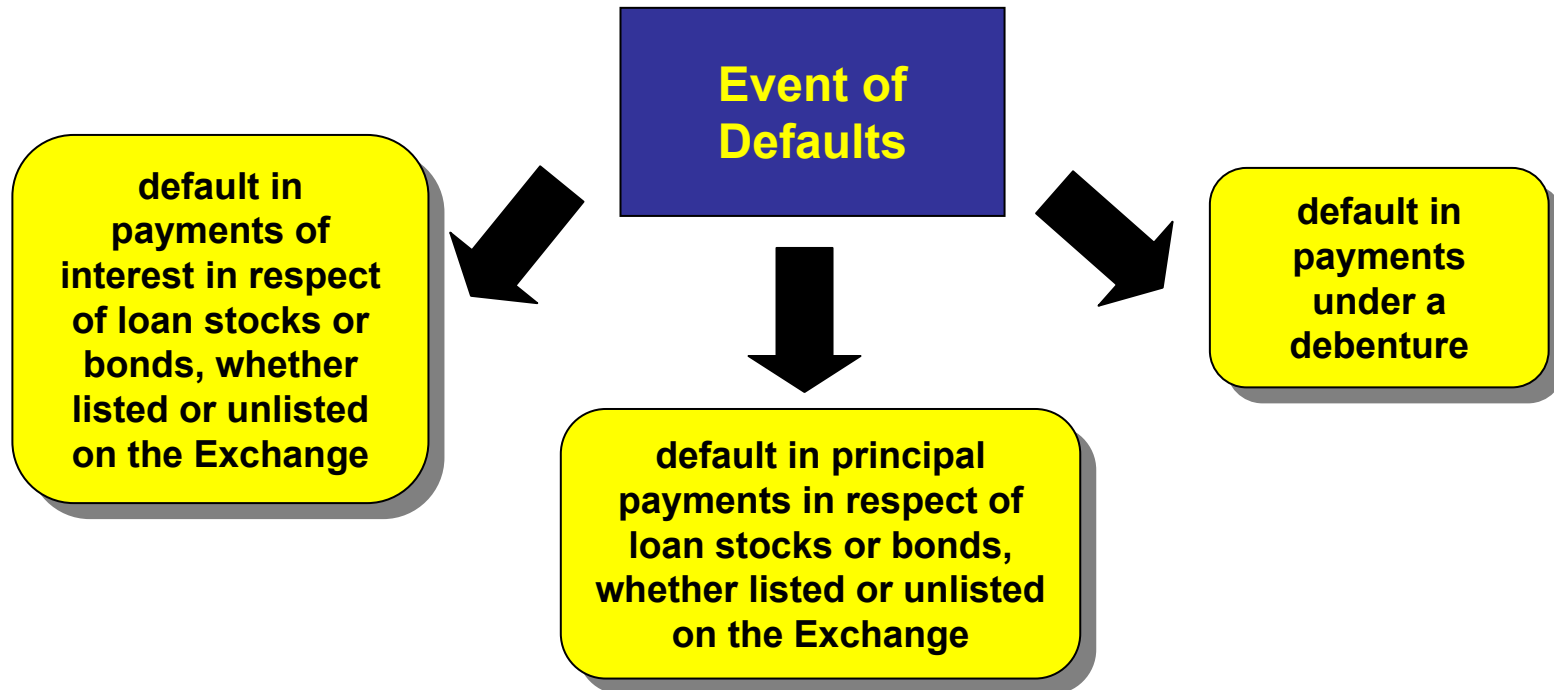 Event of
Defaults
default in
payments of
interest in respect
of loan stocks or
bonds, whether
listed or unlisted
on the Exchange
default in principal
payments in respect of
loan stocks or bonds,
whether listed or unlisted
on the Exchange
default in
payments
under a
debenture